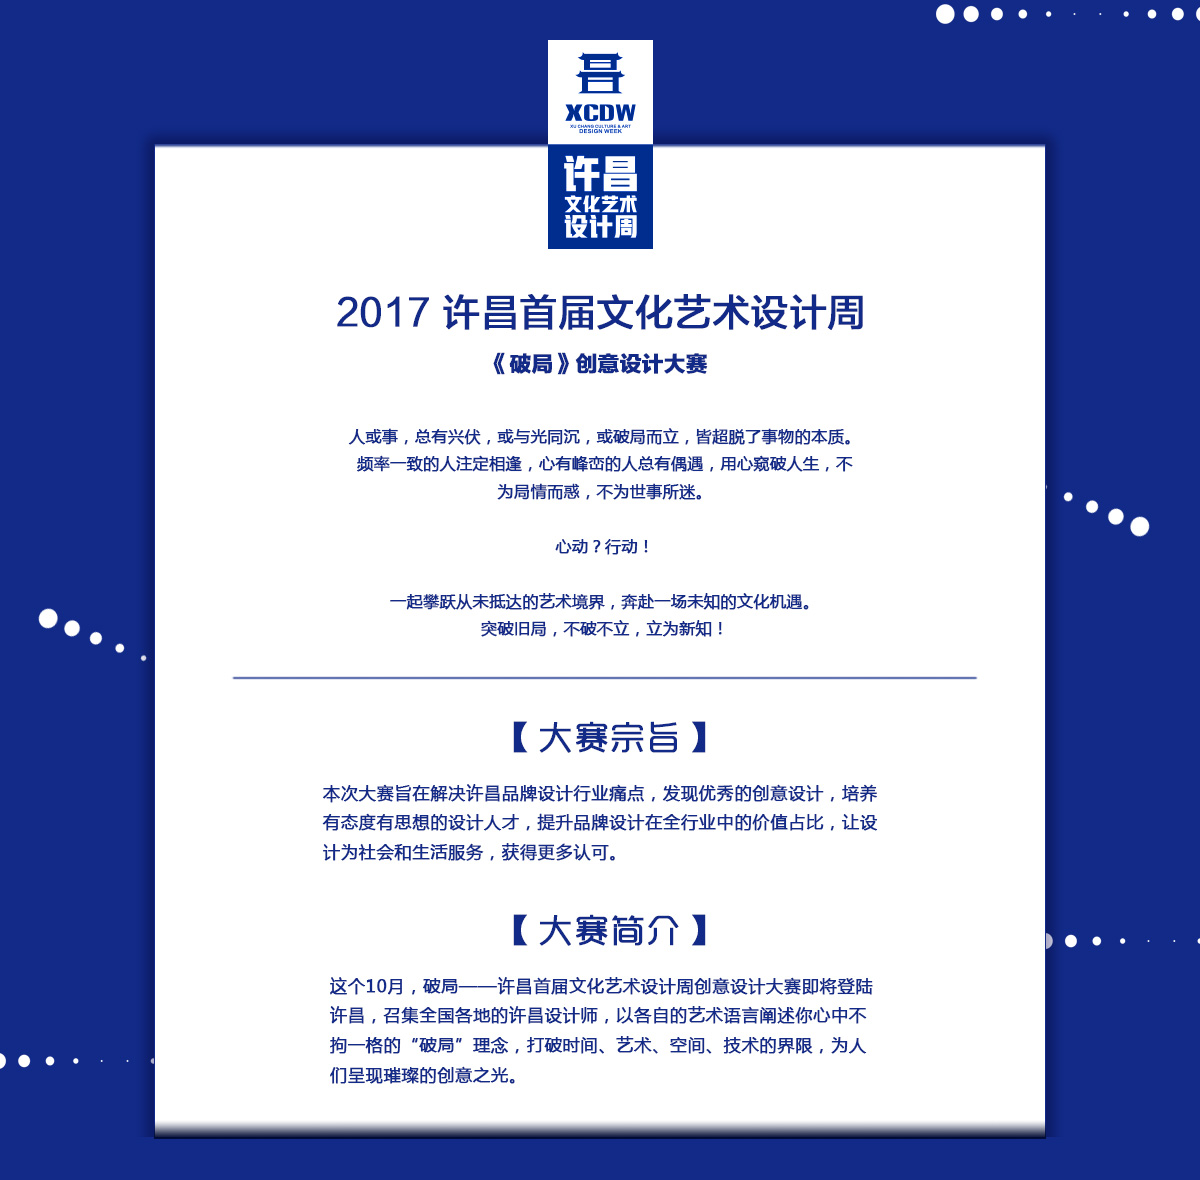 昌
XCDW
XU CHANG CULTURE & ART
DESIGN WEEK
许昌
文化艺术
设计周
2017 许昌首届文化艺术设计周
《破局》创意设计大赛
人或事，总有兴伏，或与光同沉，或破局而立，皆超脱了事物的本质。
频率一致的人注定相逢，心有峰峦的人总有偶遇，用心窥破人生，不
为局情而惑，不为世事所迷。
心动？行动！
一起攀跃从未抵达的艺术境界，奔赴一场未知的文化机遇。
突破旧局，不破不立，立为新知！
【大赛宗旨】
本次大赛旨在解决许昌品牌设计行业痛点，发现优秀的创意设计，培养
有态度有思想的设计人才，提升品牌设计在全行业中的价值占比，让设
计为社会和生活服务，获得更多认可。
【大赛简介】
这个10月，破局——许昌首届文化艺术设计周创意设计大赛即将登陆
许昌，召集全国各地的许昌设计师，以各自的艺术语言阐述你心中不
拘一格的“破局”理念，打破时间、艺术、空间、技术的界限，为人
们呈现璀璨的创意之光。